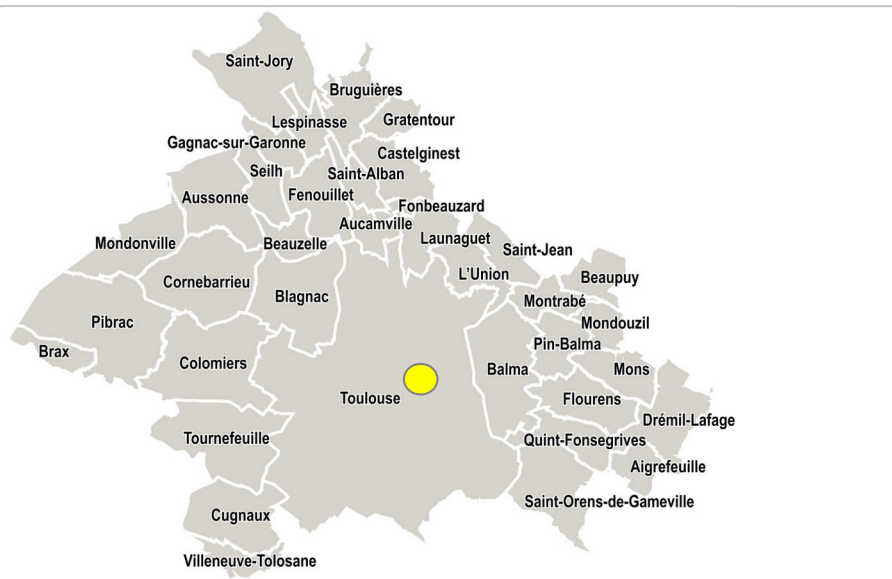 Saint-Jory
Bruguières
Lespinasse
Gratentour
Gagnac-sur-Garonne
Castelginest
Seilh
Saint-Alban
Aussonne
Fenouillet
Fonbeauzard
Aucamville
Launaguet
Mondonville
Beauzelle
Saint-Jean
L'Union
Beaupuy
Cornebarrieu
Blagnac
Montrabé
Pibrac
Mondouzil
Pin-Balma
Brax
Colomiers
Balma
Mons
Toulouse
Flourens
Drémil-Lafage
Tournefeuille
Quint-Fonsegrives
Aigrefeuille
Saint-Orens-de-Gameville
Cugnaux
Villeneuve-Tolosane